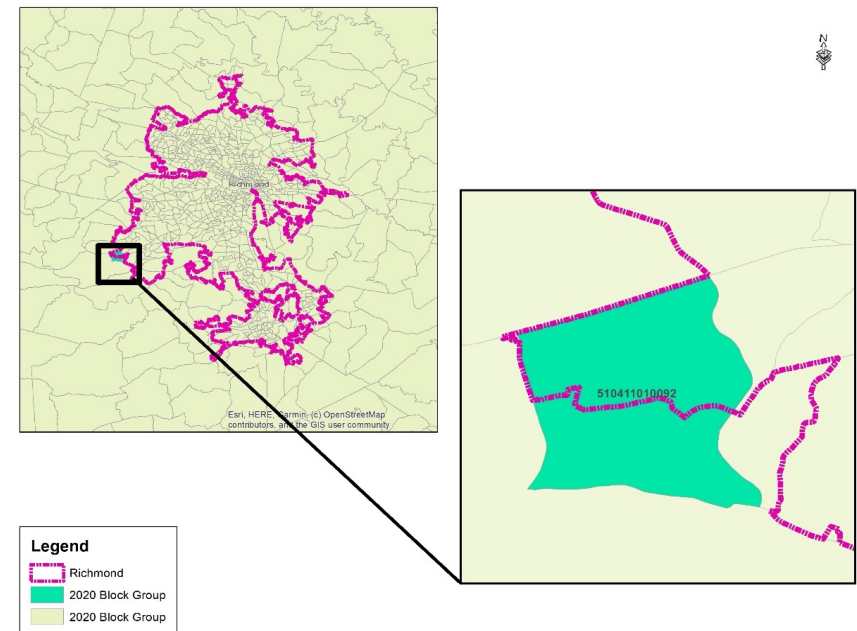 N
Richmond
510411010092
Esri, HERE, Garmin, (c) OpenStreetMap
contributors, and the GIS user community
Legend
Richmond
2020 Block Group
2020 Block Group